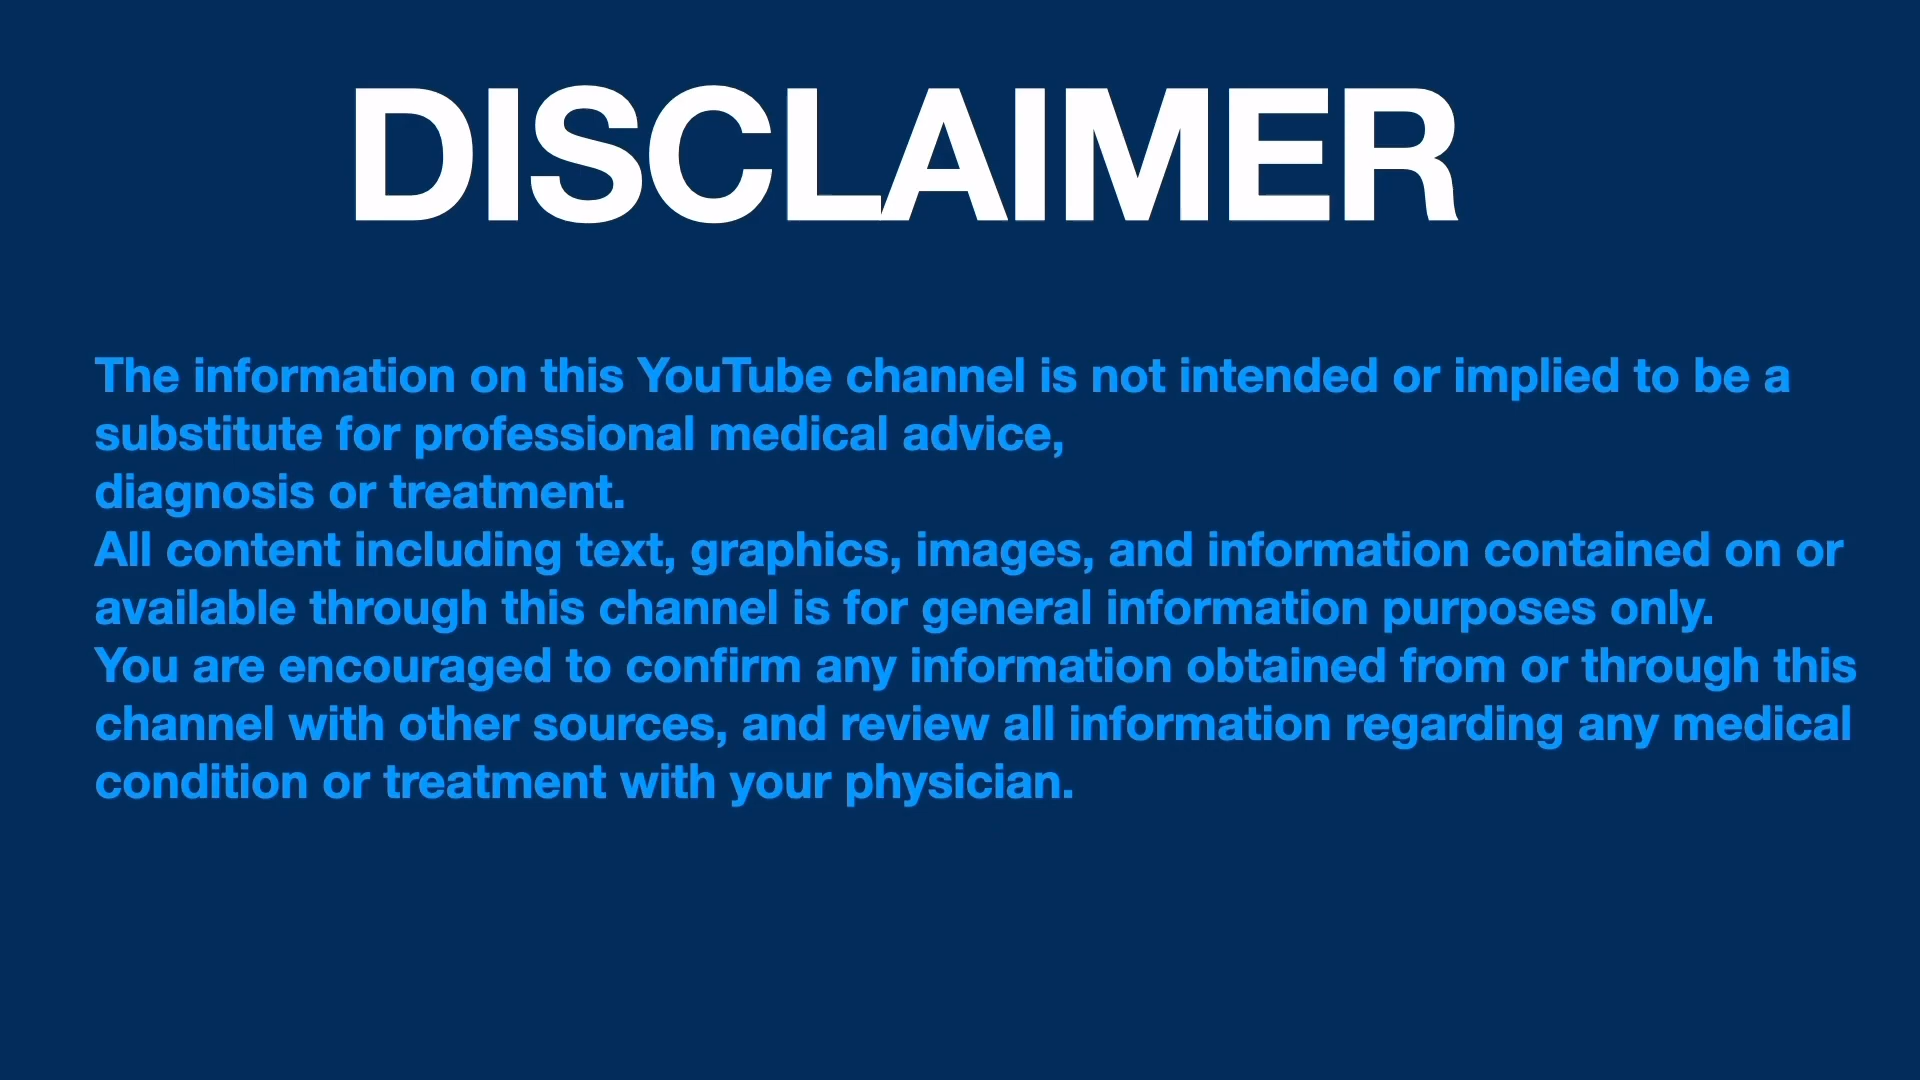 DISCLAIMER
The information on this YouTube channel is not intended or implied to be a
substitute for professional medical advice,
diagnosis or treatment.
All content including text, graphics, images, and information contained on or
available through this channel is for general information purposes only.
You are encouraged to confirm any information obtained from or through this
channel with other sources, and review all information regarding any medical
condition or treatment with your physician.